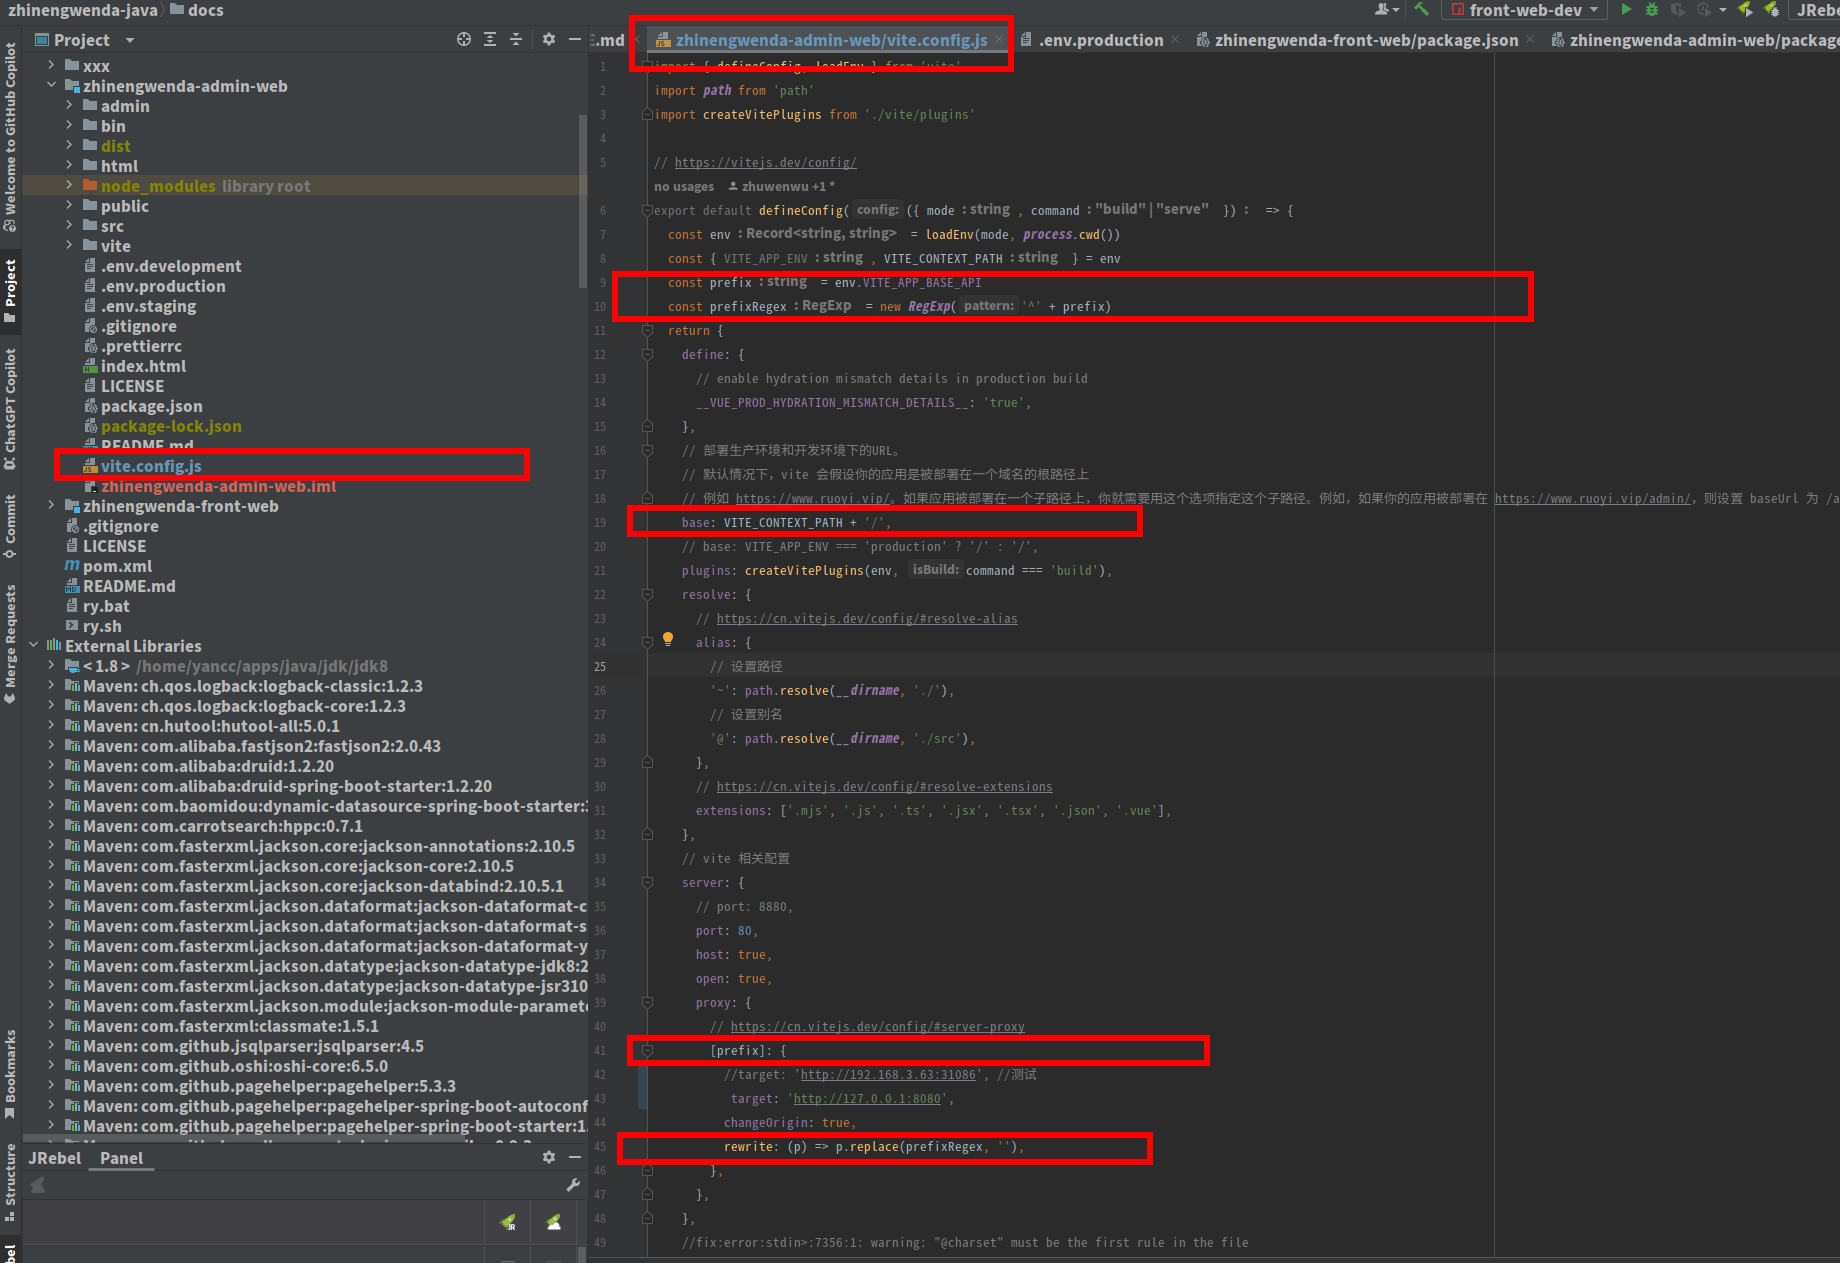 zhinengwenda-java
docs
front-web-dev
JRebe
Project
.md
zhinengwenda-admin-web/vite.config.js
.env.production
zhinengwenda-front-web/package.json
zhinengwenda-admin-web/package
Welcome to GitHub Copilot
Project
ChatGPT Copilot
Commit
Merge Requests
Bookmarks
Structure
xxx
zhinengwenda-admin-web
admin
bin
dist
html
node_modules library root
public
src
vite
.env.development
.env.production
.env.staging
.gitignore
.prettierrc
index.html
LICENSE
package.json
package-lock.json
README.md
vite.config.js
zhinengwenda-admin-web.iml
zhinengwenda-front-web
.gitignore
LICENSE
pom.xml
README.md
ry.bat
ry.sh
External Libraries
< 1.8 > /home/yancc/apps/java/jdk/jdk8
Maven: ch.qos.logback:logback-classic:1.2.3
Maven: ch.qos.logback:logback-core:1.2.3
Maven: cn.hutool:hutool-all:5.0.1
Maven: com.alibaba.fastjson2:fastjson2:2.0.43
Maven: com.alibaba:druid:1.2.20
Maven: com.alibaba:druid-spring-boot-starter:1.2.20
Maven: com.baomidou:dynamic-datasource-spring-boot-starter:3
Maven: com.carrotsearch:hppc:0.7.1
Maven: com.fasterxml.jackson.core:jackson-annotations:2.10.5
Maven: com.fasterxml.jackson.core:jackson-core:2.10.5
Maven: com.fasterxml.jackson.core:jackson-databind:2.10.5.1
Maven: com.fasterxml.jackson.dataformat:jackson-dataformat-c
Maven: com.fasterxml.jackson.dataformat:jackson-dataformat-s
Maven: com.fasterxml.jackson.dataformat:jackson-dataformat-y
Maven: com.fasterxml.jackson.datatype:jackson-datatype-jdk8:2
Maven: com.fasterxml.jackson.datatype:jackson-datatype-jsr310
Maven: com.fasterxml.jackson.module:jackson-module-paramete
Maven: com.fasterxml:classmate:1.5.1
Maven: com.github.jsqlparser:jsqlparser:4.5
Maven: com.github.oshi:oshi-core:6.5.0
Maven: com.github.pagehelper:pagehelper:5.3.3
Maven: com.github.pagehelper:pagehelper-spring-boot-autoconf
Maven: com.github.pagehelper:pagehelper-spring-boot-starter:1.
JRebel Panel
1 import { defineConfig, loadEnv } from 'vite'
2 import path from 'path'
3 import createVitePlugins from './vite/plugins'
4
5 // https://vitejs.dev/config/
no usages zhuwenwu +1 *
6 export default defineConfig( config: ({ mode : string , command : "build" | "serve" }) : => {
7 const env : Record<string, string> = loadEnv(mode, process.cwd())
8 const { VITE_APP_ENV : string , VITE_CONTEXT_PATH : string } = env
9 const prefix : string = env.VITE_APP_BASE_API
10 const prefixRegex : RegExp = new RegExp( pattern: '^' + prefix)
11 return {
12 define: {
13 // enable hydration mismatch details in production build
14 __VUE_PROD_HYDRATION_MISMATCH_DETAILS__: 'true',
15 },
16 // 部署生产环境和开发环境下的URL。
17 // 默认情况下，vite 会假设你的应用是被部署在一个域名的根路径上
18 // 例如 https://www.ruoyi.vip/。如果应用被部署在一个子路径上，你就需要用这个选项指定这个子路径。例如，如果你的应用被部署在 https://www.ruoyi.vip/admin/，则设置 baseUrl 为 /a
19 base: VITE_CONTEXT_PATH + '/',
20 // base: VITE_APP_ENV === 'production' ? '/' : '/',
21 plugins: createVitePlugins(env, isBuild: command === 'build'),
22 resolve: {
23 // https://cn.vitejs.dev/config/#resolve-alias
24 alias: {
25 // 设置路径
26 '~': path.resolve(__dirname, './'),
27 // 设置别名
28 '@': path.resolve(__dirname, './src'),
29 },
30 // https://cn.vitejs.dev/config/#resolve-extensions
31 extensions: ['.mjs', '.js', '.ts', '.jsx', '.tsx', '.json', '.vue'],
32 },
33 // vite 相关配置
34 server: {
35 // port: 8880,
36 port: 80,
37 host: true,
38 open: true,
39 proxy: {
40 // https://cn.vitejs.dev/config/#server-proxy
41 [prefix]: {
42 //target: 'http://192.168.3.63:31086', //测试
43 target: 'http://127.0.0.1:8080',
44 changeOrigin: true,
45 rewrite: (p) => p.replace(prefixRegex, ''),
46 },
47 },
48 },
49 //fix:error:stdin>:7356:1: warning: "@charset" must be the first rule in the file